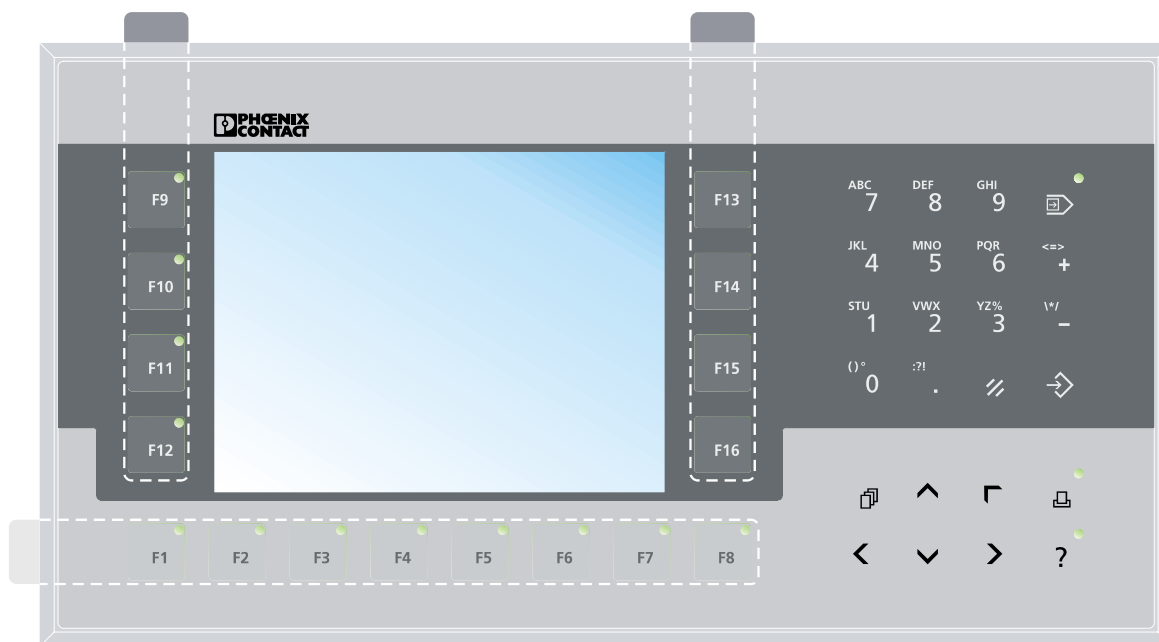 PHŒNIX
CONTACT
F9
F10
F11
F12
F13
F14
F15
F16
ABC 7 DEF 8 GHI 9
JKL 4 MNO 5 PQR 6 <=> +
STU 1 VWX 2 YZ% 3 \*/ –
()° 0 :?! .
F1 F2 F3 F4 F5 F6 F7 F8
?